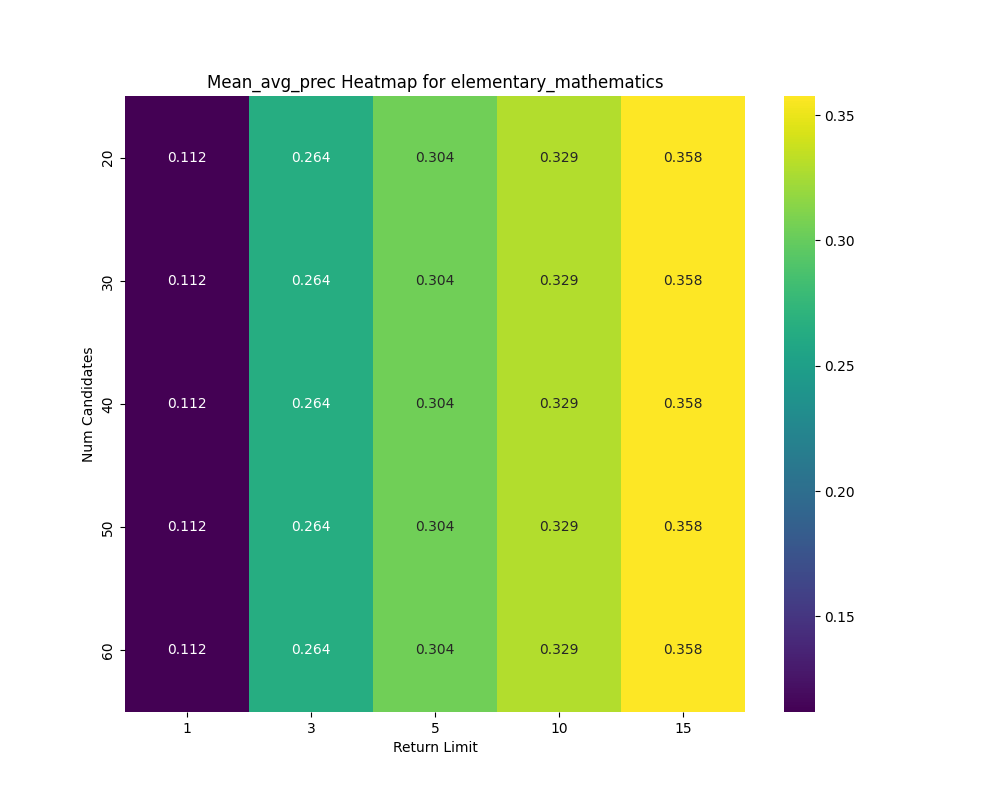 Mean_avg_prec Heatmap for elementary_mathematics
20 0.112 0.264 0.304 0.329 0.358
30 0.112 0.264 0.304 0.329 0.358
40 0.112 0.264 0.304 0.329 0.358
50 0.112 0.264 0.304 0.329 0.358
60 0.112 0.264 0.304 0.329 0.358
Num Candidates
1 3 5 10 15
Return Limit
0.35
0.30
0.25
0.20
0.15